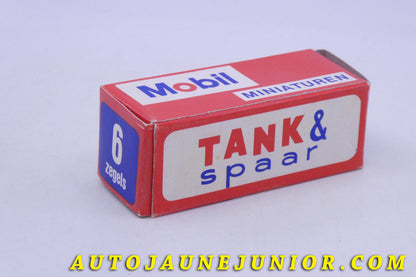 Mobil
MINIATUREN
6
zegels
TANK &
spaar
AUTOJAUNEJUNIOR.COM